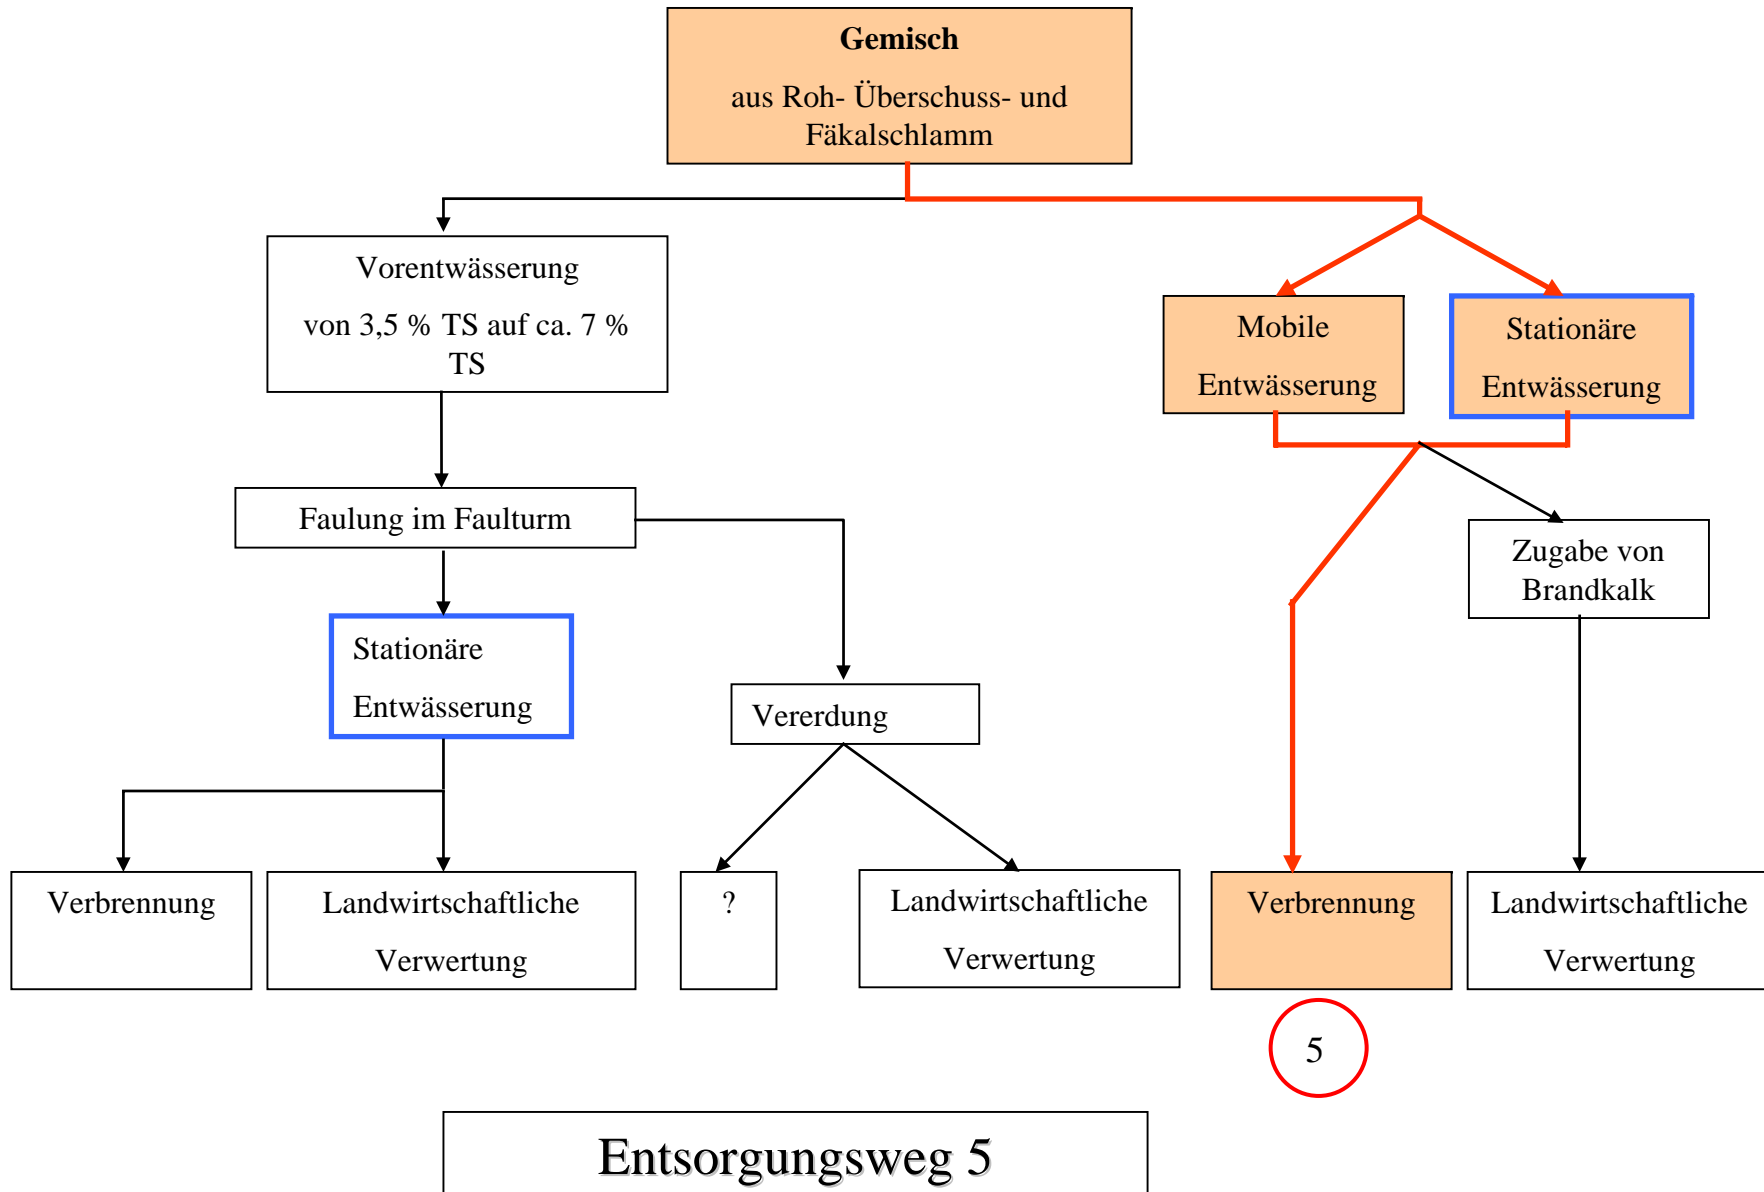 Gemisch
aus Roh- Überschuss- und
Fäkalschlamm
Vorentwässerung
von 3,5 % TS auf ca. 7 %
TS
Mobile
Entwässerung
Stationäre
Entwässerung
Faulung im Faulturm
Zugabe von
Brandkalk
Stationäre
Entwässerung
Vererdung
Verbrennung
Landwirtschaftliche
Verwertung
?
Landwirtschaftliche
Verwertung
Verbrennung
Landwirtschaftliche
Verwertung
5
Entsorgungsweg 5